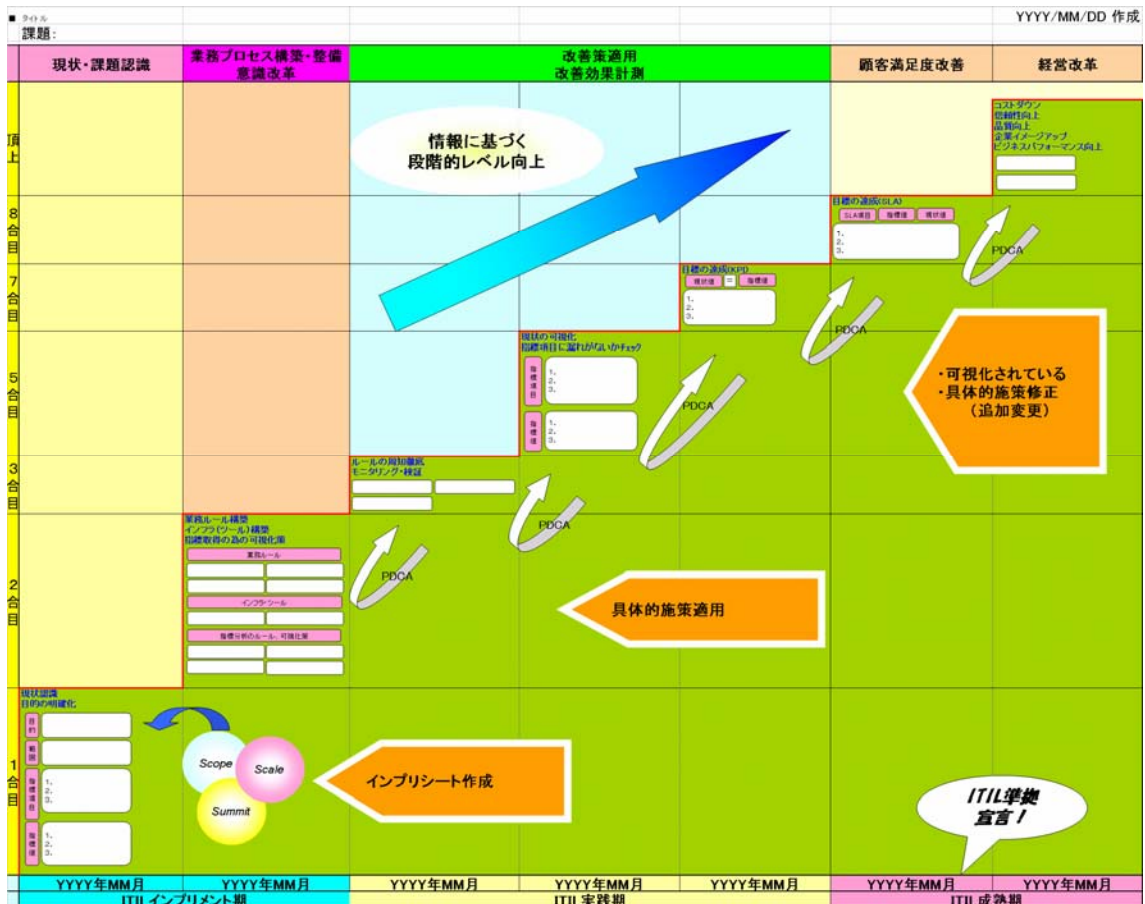 ■ タイトル
YYYY/MM/DD 作成
課題:
現状・課題認識
業務プロセス構築・整備
意識改革
改善策適用
改善効果計測
顧客満足度改善
経営改革
頂上
情報に基づく
段階的レベル向上
コストダウン
信頼性向上
品質向上
企業イメージアップ
ビジネスパフォーマンス向上
8合目
目標の達成(SLA)
SLA項目 指標値 現状値
1.
2.
3.
PDCA
7合目
目標の達成(KPI)
現状値 = 指標値
1.
2.
3.
PDCA
5合目
現状の可視化
指標項目に漏れがないかチェック
指標項目
1.
2.
3.
指標値
1.
2.
3.
PDCA
・可視化されている
・具体的施策修正
(追加変更)
3合目
ルールの周知徹底
モニタリング・検証
PDCA
2合目
業務ルール構築
インフラ(ツール)構築
指標取得の為の可視化策
業務ルール
インフラ・ツール
指標分析のルール、可視化策
PDCA
具体的施策適用
1合目
現状認識
目的の明確化
目的
範囲
指標項目
1.
2.
3.
指標値
1.
2.
3.
Scope
Scale
Summit
インプリシート作成
ITIL準拠
宣言!
YYYY年MM月 YYYY年MM月 YYYY年MM月 YYYY年MM月 YYYY年MM月 YYYY年MM月 YYYY年MM月
ITILインプリメント期 ITIL実践期 ITIL成熟期